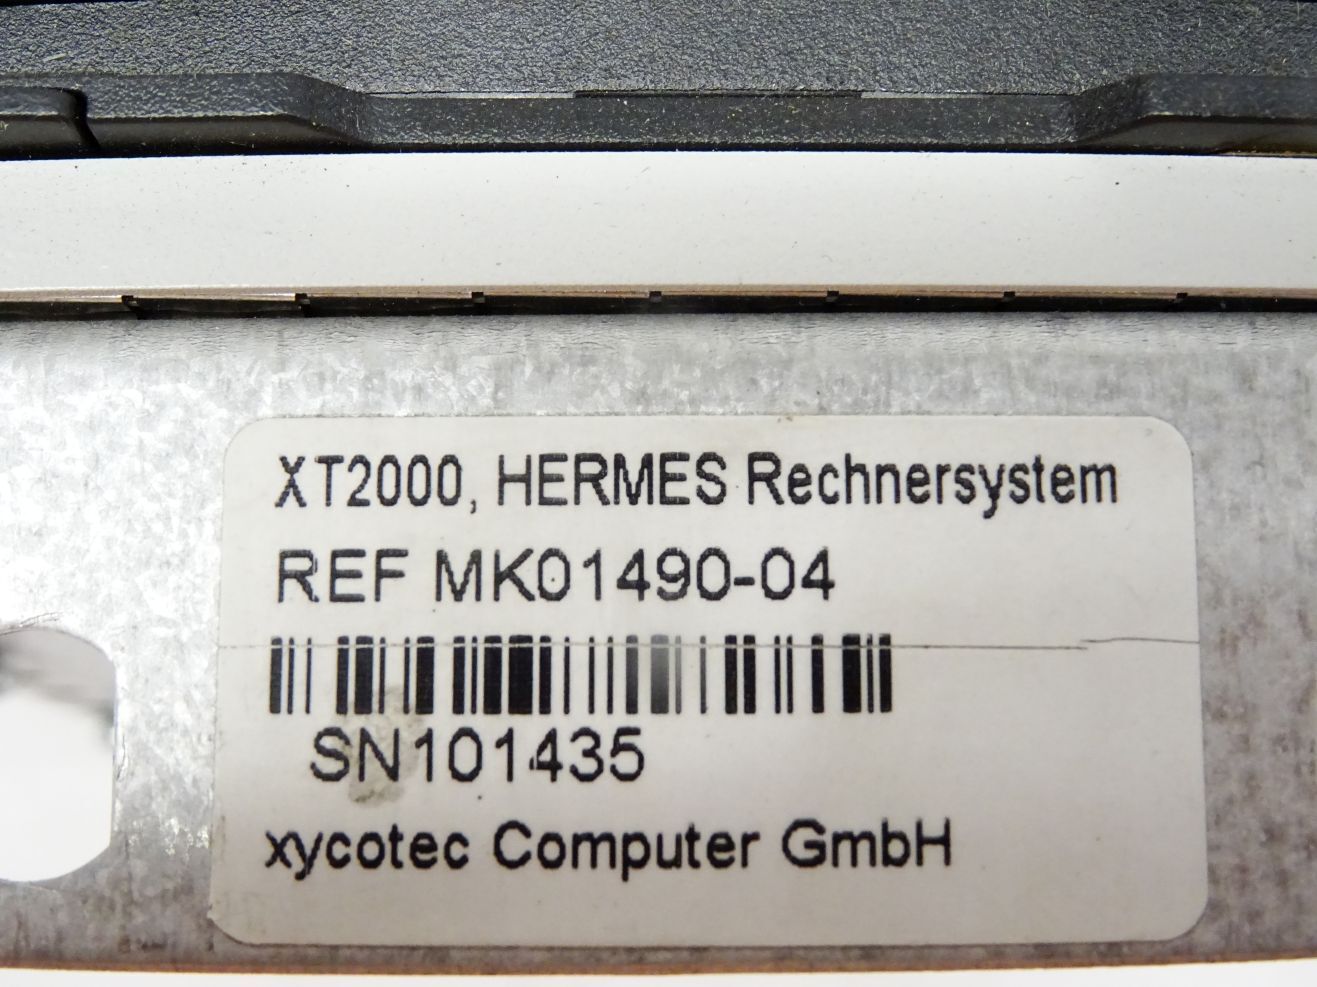 XT2000, HERMES Rechnersystem
REF MK01490-04
SN101435
xycotec Computer GmbH